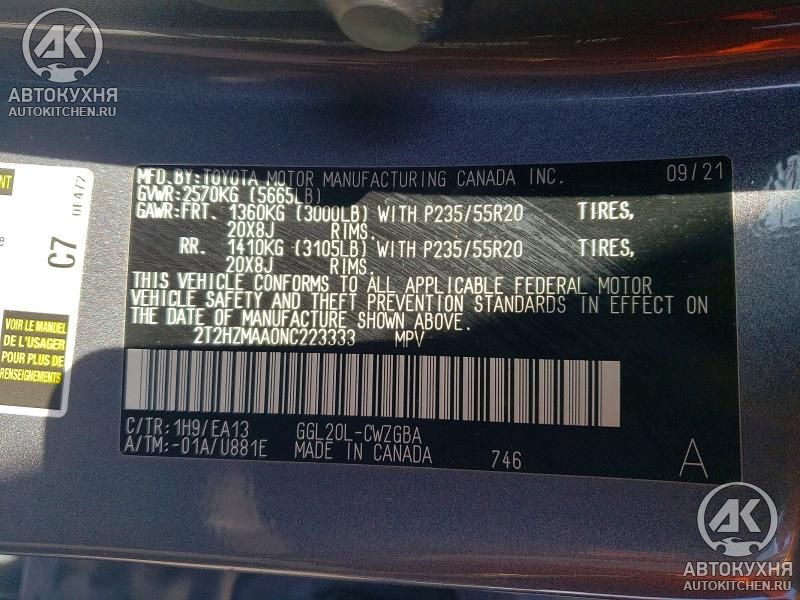 АК
АВТОКУХНЯ
AUTOKITCHEN.RU
C7
0E472
VOIR LE MANUEL
DE L'UTILISATEUR
POUR PLUS DE
RENSEIGNEMENTS
MFD.BY:TOYOTA MOTOR MANUFACTURING CANADA INC. 09/21
GVWR:2570KG (5665LB)
GAWR:FRT. 1360KG (3000LB) WITH P235/55R20 TIRES,
20X8J RIMS.
RR. 1410KG (3105LB) WITH P235/55R20 TIRES,
20X8J RIMS.
THIS VEHICLE CONFORMS TO ALL APPLICABLE FEDERAL MOTOR
VEHICLE SAFETY AND THEFT PREVENTION STANDARDS IN EFFECT ON
THE DATE OF MANUFACTURE SHOWN ABOVE.
2T2HZMAA0NC223333 MPV
C/TR:1H9/EA13 GGL20L-CWZGBA
A/TM:-01A/U881E MADE IN CANADA 746 A
АК
АВТОКУХНЯ
AUTOKITCHEN.RU